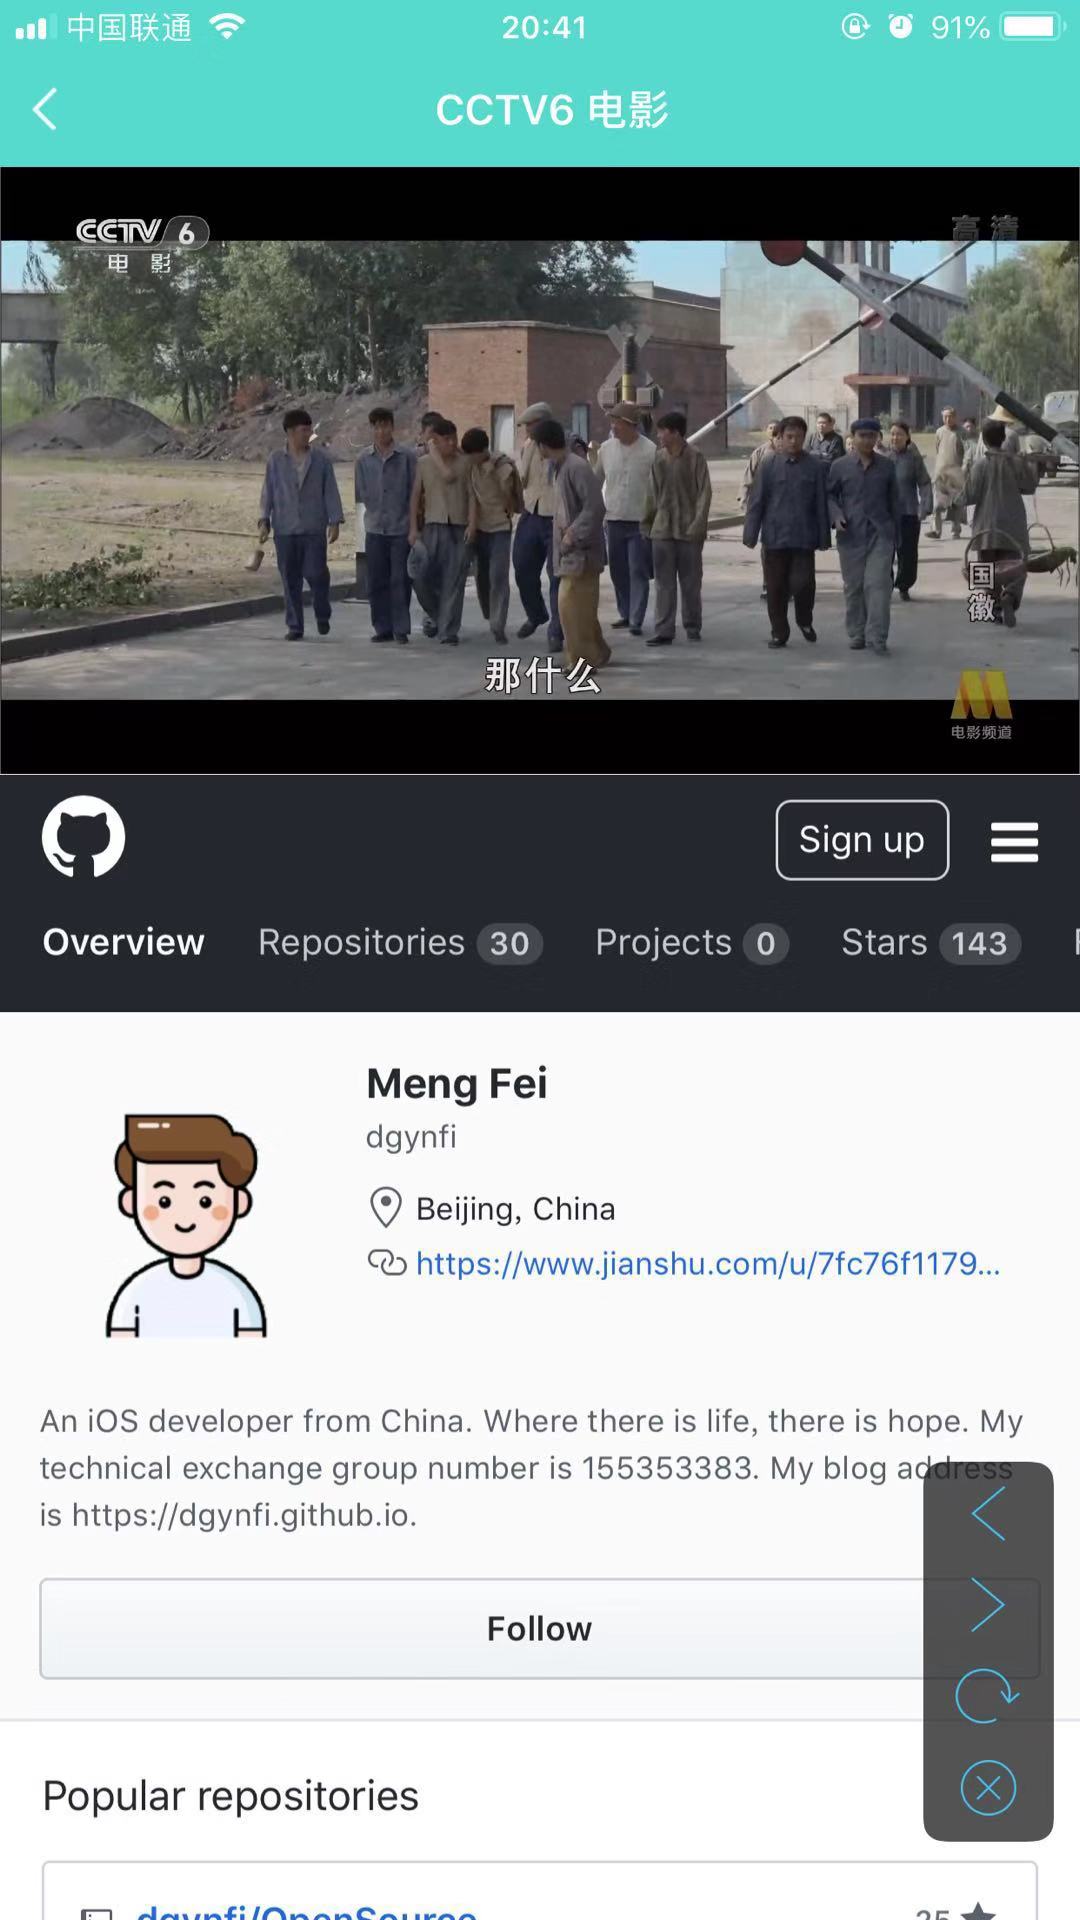 中国联通
20:41
91%
CCTV6 电影
CCTV 6
电 影
高 清
国徽
那什么
电影频道
Sign up
Overview
Repositories 30
Projects 0
Stars 143
Meng Fei
dgynfi
Beijing, China
https://www.jianshu.com/u/7fc76f1179...
An iOS developer from China. Where there is life, there is hope. My
technical exchange group number is 155353383. My blog address
is https://dgynfi.github.io.
Follow
Popular repositories
dgynfi/OpenSource
25